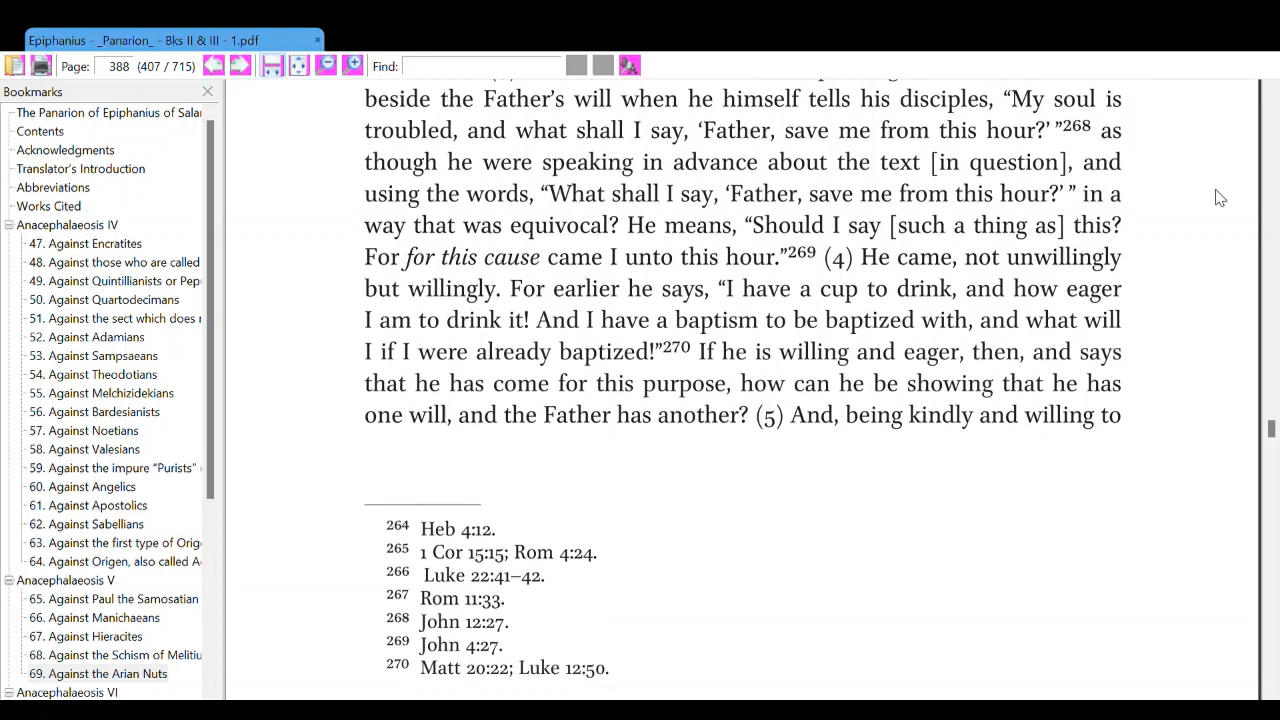 Epiphanius - _Panarion_ - Bks II & III - 1.pdf
Page: 388 (407 / 715) Find:
Bookmarks
The Panarion of Epiphanius of Salar
Contents
Acknowledgments
Translator's Introduction
Abbreviations
Works Cited
Anacephalaeosis IV
47. Against Encratites
48. Against those who are called
49. Against Quintillianists or Pep
50. Against Quartodecimans
51. Against the sect which does r
52. Against Adamians
53. Against Sampsaeans
54. Against Theodotians
55. Against Melchizidekians
56. Against Bardesianists
57. Against Noetians
58. Against Valesians
59. Against the impure “Purists” (
60. Against Angelics
61. Against Apostolics
62. Against Sabellians
63. Against the first type of Orig
64. Against Origen, also called A
Anacephalaeosis V
65. Against Paul the Samosatian
66. Against Manichaeans
67. Against Hieracites
68. Against the Schism of Melitiu
69. Against the Arian Nuts
Anacephalaeosis VI
beside the Father’s will when he himself tells his disciples, “My soul is
troubled, and what shall I say, ‘Father, save me from this hour?’ ”268 as
though he were speaking in advance about the text [in question], and
using the words, “What shall I say, ‘Father, save me from this hour?’ ” in a
way that was equivocal? He means, “Should I say [such a thing as] this?
For for this cause came I unto this hour.”269 (4) He came, not unwillingly
but willingly. For earlier he says, “I have a cup to drink, and how eager
I am to drink it! And I have a baptism to be baptized with, and what will
I if I were already baptized!”270 If he is willing and eager, then, and says
that he has come for this purpose, how can he be showing that he has
one will, and the Father has another? (5) And, being kindly and willing to
264 Heb 4:12.
265 1 Cor 15:15; Rom 4:24.
266 Luke 22:41–42.
267 Rom 11:33.
268 John 12:27.
269 John 4:27.
270 Matt 20:22; Luke 12:50.